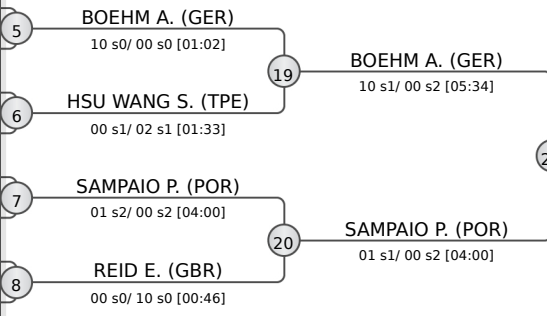 5
BOEHM A. (GER)
10 s0/ 00 s0 [01:02]
19
BOEHM A. (GER)
10 s1/ 00 s2 [05:34]
6
HSU WANG S. (TPE)
00 s1/ 02 s1 [01:33]
7
SAMPAIO P. (POR)
01 s2/ 00 s2 [04:00]
20
SAMPAIO P. (POR)
01 s1/ 00 s2 [04:00]
8
REID E. (GBR)
00 s0/ 10 s0 [00:46]